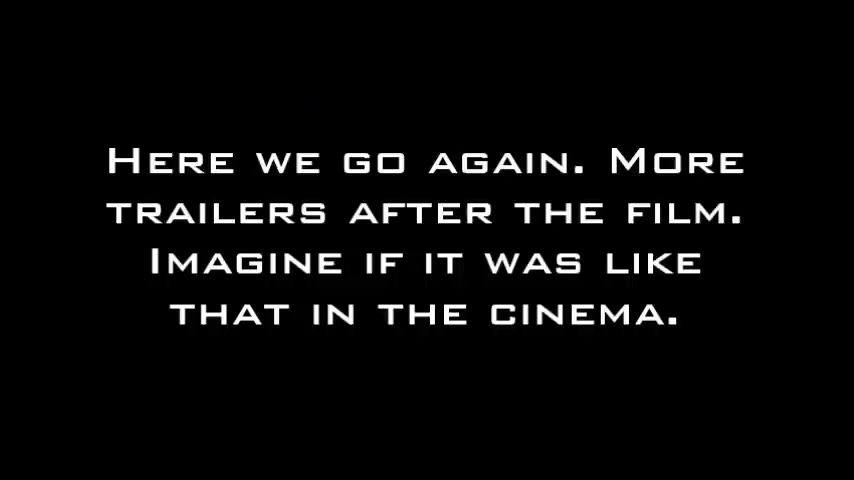 Here we go again. More
trailers after the film.
Imagine if it was like
that in the cinema.